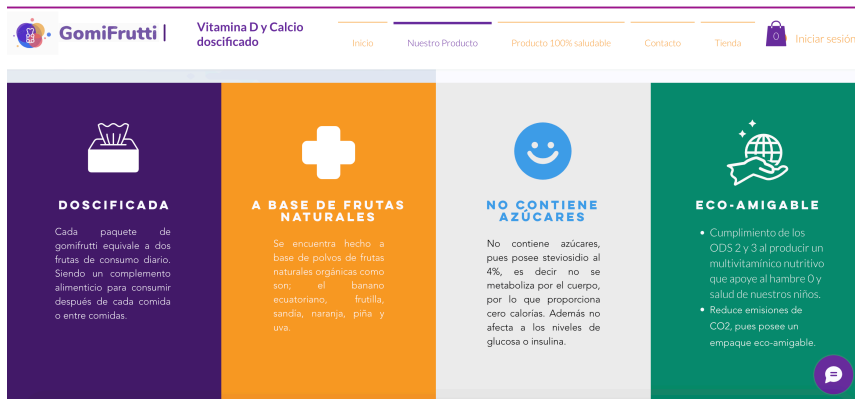 GomiFrutti |
Vitamina D y Calcio
doscificado
Inicio
Nuestro Producto
Producto 100% saludable
Contacto
Tienda
0
Iniciar sesión
DOSCIFICADA
Cada paquete de
gomifrutti equivale a dos
frutas de consumo diario.
Siendo un complemento
alimenticio para consumir
después de cada comida
o entre comidas.
A BASE DE FRUTAS
NATURALES
Se encuentra hecho a
base de polvos de frutas
naturales orgánicas como
son; el banano
ecuatoriano, frutilla,
sandía, naranja, piña y
uva.
NO CONTIENE
AZÚCARES
No contiene azúcares,
pues posee steviosidio al
4%, es decir no se
metaboliza por el cuerpo,
por lo que proporciona
cero calorías. Además no
afecta a los niveles de
glucosa o insulina.
ECO-AMIGABLE
• Cumplimiento de los
ODS 2 y 3 al producir un
multivitamínico nutritivo
que apoye al hambre 0 y
salud de nuestros niños.
• Reduce emisiones de
CO2, pues posee un
empaque eco-amigable.